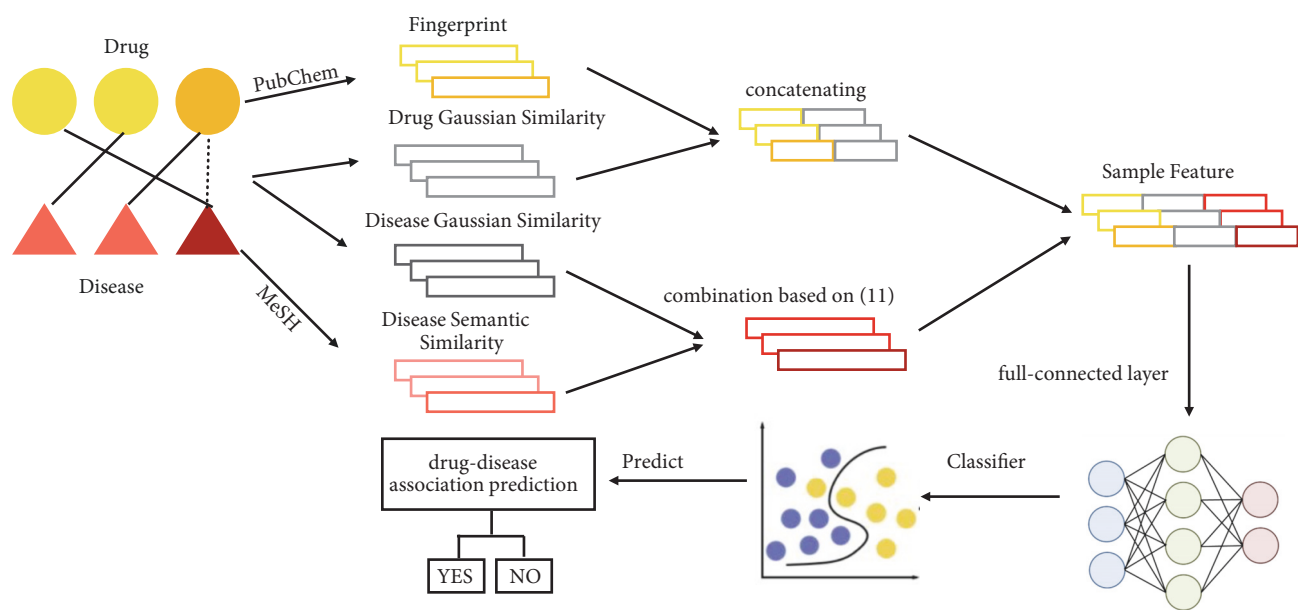 Drug
PubChem
Fingerprint
Drug Gaussian Similarity
Disease Gaussian Similarity
Disease
MeSH
Disease Semantic
Similarity
concatenating
combination based on (11)
Sample Feature
full-connected layer
Classifier
Predict
drug-disease
association prediction
YES
NO